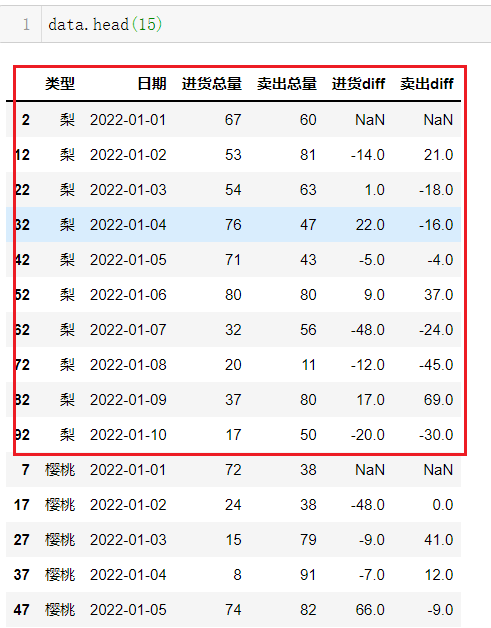 1 data.head(15)
类型 日期 进货总量 卖出总量 进货diff 卖出diff
2 梨 2022-01-01 67 60 NaN NaN
12 梨 2022-01-02 53 81 -14.0 21.0
22 梨 2022-01-03 54 63 1.0 -18.0
32 梨 2022-01-04 76 47 22.0 -16.0
42 梨 2022-01-05 71 43 -5.0 -4.0
52 梨 2022-01-06 80 80 9.0 37.0
62 梨 2022-01-07 32 56 -48.0 -24.0
72 梨 2022-01-08 20 11 -12.0 -45.0
82 梨 2022-01-09 37 80 17.0 69.0
92 梨 2022-01-10 17 50 -20.0 -30.0
7 樱桃 2022-01-01 72 38 NaN NaN
17 樱桃 2022-01-02 24 38 -48.0 0.0
27 樱桃 2022-01-03 15 79 -9.0 41.0
37 樱桃 2022-01-04 8 91 -7.0 12.0
47 樱桃 2022-01-05 74 82 66.0 -9.0